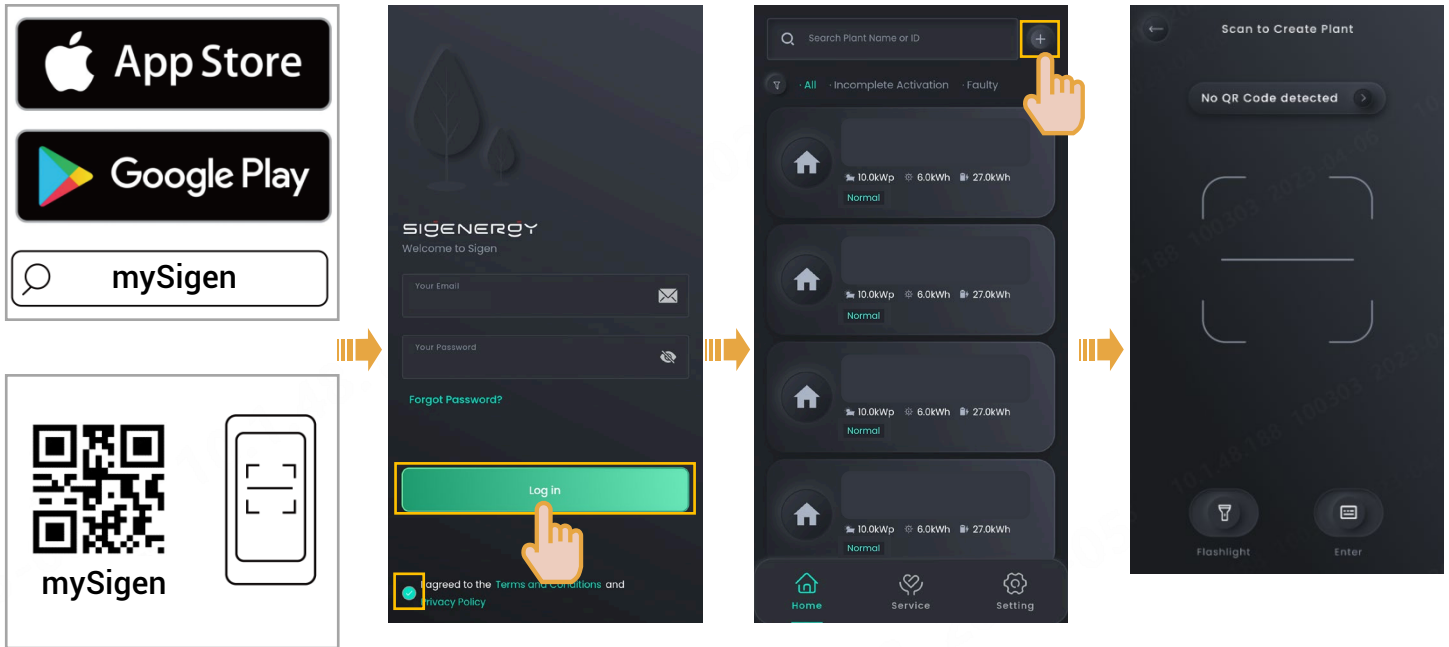 App Store
Google Play
mySigen
mySigen
SIGENERGY
Welcome to Sigen
Your Email
Your Password
Forgot Password?
Log in
I agreed to the Terms and Conditions and
Privacy Policy
Search Plant Name or ID
+
· All · Incomplete Activation · Faulty
10.0kWp 6.0kWh 27.0kWh
Normal
10.0kWp 6.0kWh 27.0kWh
Normal
10.0kWp 6.0kWh 27.0kWh
Normal
10.0kWp 6.0kWh 27.0kWh
Normal
Home Service Setting
Scan to Create Plant
No QR Code detected
Flashlight Enter